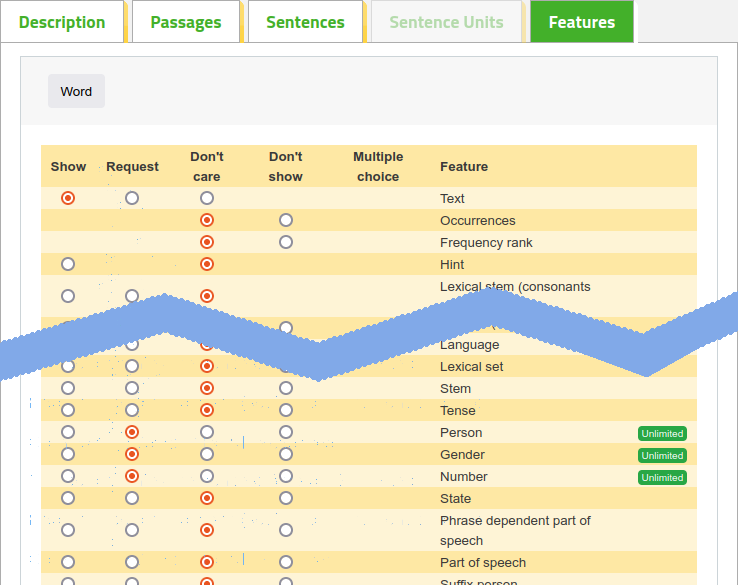 Description Passages Sentences Sentence Units Features
Word
Show Request Don't care Don't show Multiple choice Feature
Text
Occurrences
Frequency rank
Hint
Lexical stem (consonants
Language
Lexical set
Stem
Tense
Person Unlimited
Gender Unlimited
Number Unlimited
State
Phrase dependent part of
speech
Part of speech
Suffix person